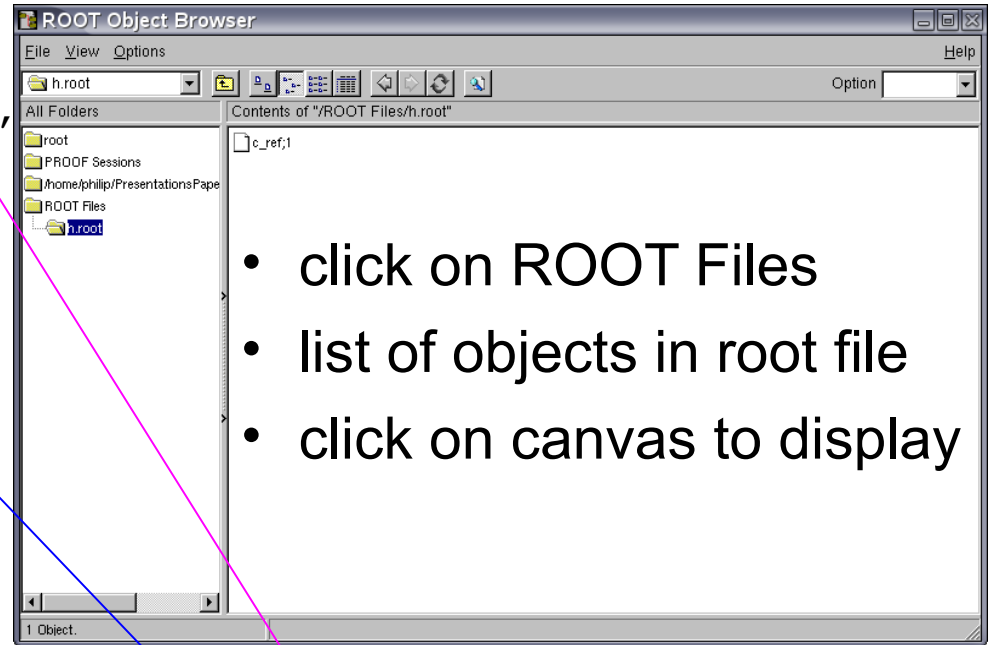 ROOT Object Browser
File View Options Help
h.root Option
All Folders Contents of "/ROOT Files/h.root"
,
root c_ref;1
PROOF Sessions
/home/philip/PresentationsPape
ROOT Files
h.root
• click on ROOT Files
• list of objects in root file
• click on canvas to display
1 Object.